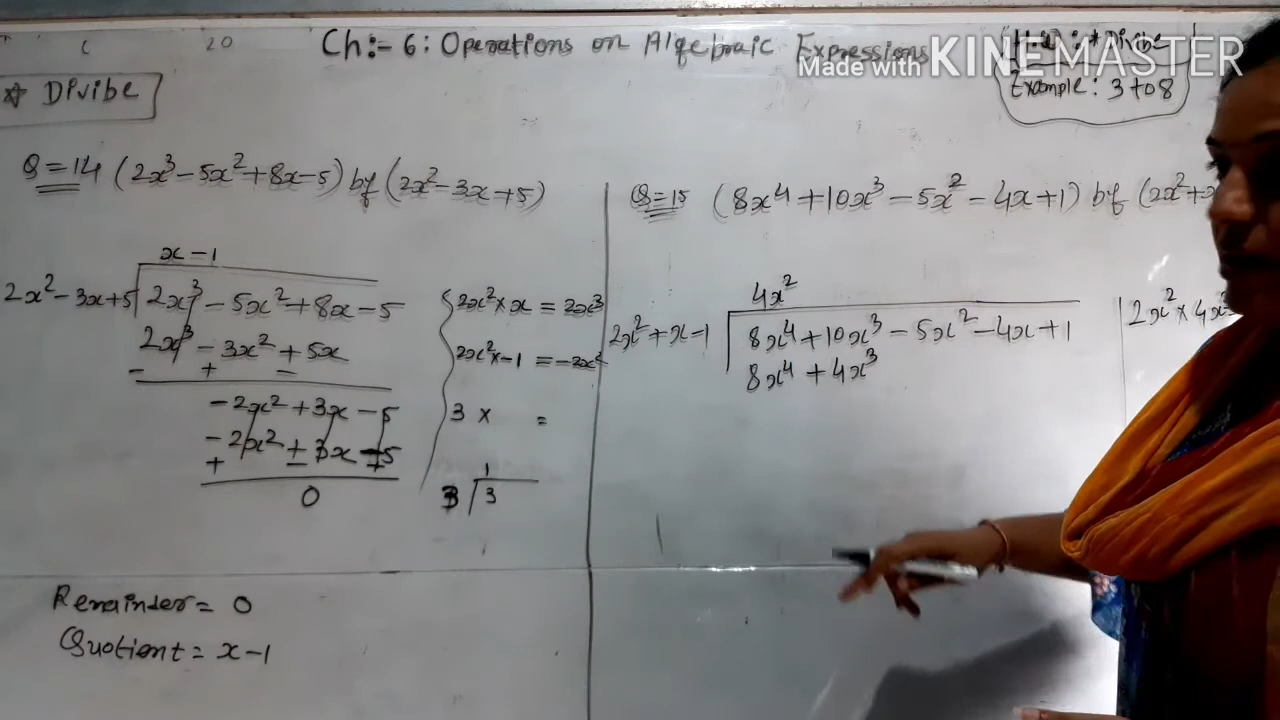 20
Ch:- 6: Operations on Algebraic Expressions
Made with KINEMASTER
H.W: * Divide
Example: 3 to 8
* Divibe
Q=14 (2x³-5x²+8x-5) by (2x²-3x+5)
x-1
2x²-3x+5 2x³-5x²+8x-5
2x³-3x²+5x
- + -
-2x²+3x-5
-2x²+3x-5
+ - +
0
2x²×x = 2x³
2x²×-1 = -2x²
3 × =
1
3 3
Remainder= 0
Quotient= x-1
Q=15 (8x⁴+10x³-5x²-4x+1) by (2x²+x
4x²
2x²+x-1 8x⁴+10x³-5x²-4x+1
8x⁴+4x³
2x²×4x²